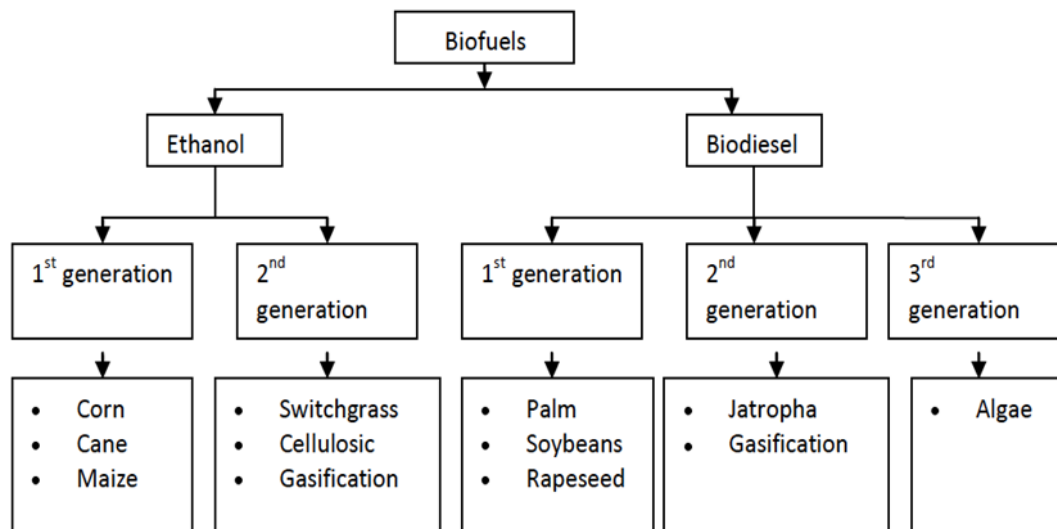 Biofuels
Ethanol
Biodiesel
1st generation
2nd
generation
1st generation
2nd
generation
3rd
generation
• Corn
• Cane
• Maize
• Switchgrass
• Cellulosic
• Gasification
• Palm
• Soybeans
• Rapeseed
• Jatropha
• Gasification
• Algae